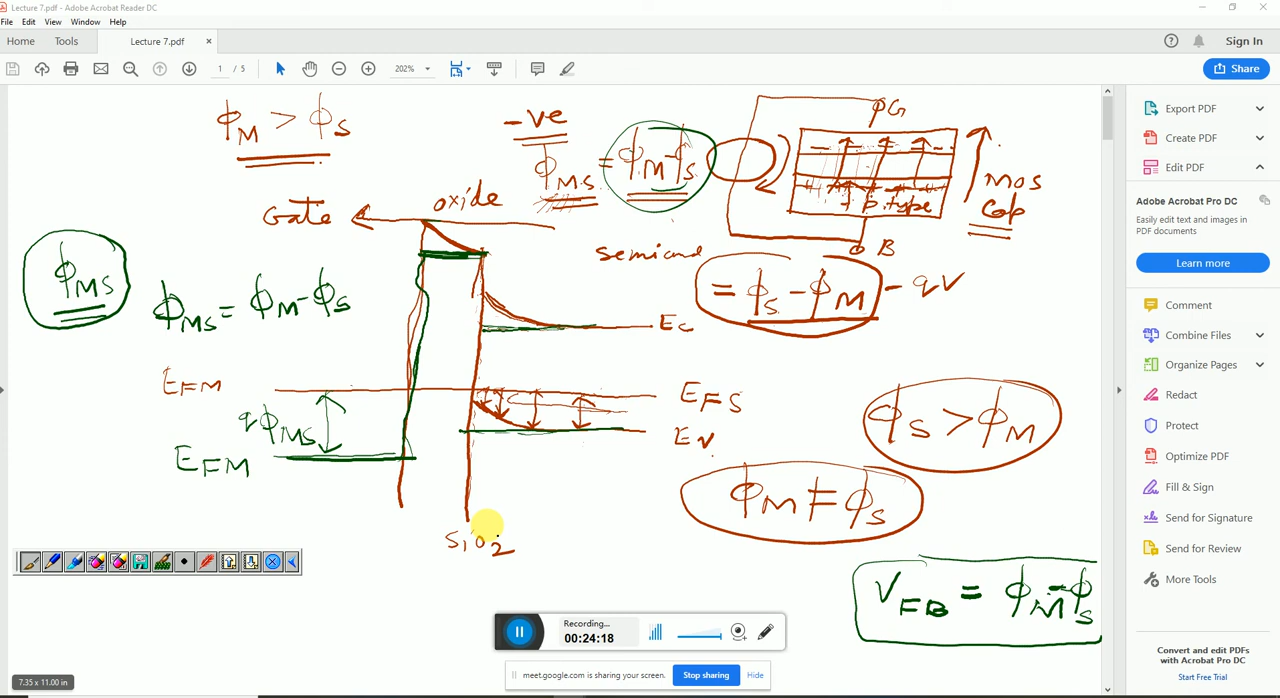 Lecture 7.pdf - Adobe Acrobat Reader DC
File Edit View Window Help
Home Tools Lecture 7.pdf × Sign In
1 / 5 202% Share
ϕM > ϕS
-ve
ϕMS = ϕM-ϕS
G
P-type
MOS
Cap
B
Gate
oxide
semicond
= ϕS - ϕM - qV
ϕMS
ϕMS = ϕM-ϕS
EC
EFM
EFS
qϕMS
EV
EFM
ϕS > ϕM
ϕM ≠ ϕS
SiO2
VFB = ϕM-ϕS
Recording...
00:24:18
meet.google.com is sharing your screen. Stop sharing Hide
7.35 x 11.00 in
Export PDF
Create PDF
Edit PDF
Adobe Acrobat Pro DC
Easily edit text and images in
PDF documents
Learn more
Comment
Combine Files
Organize Pages
Redact
Protect
Optimize PDF
Fill & Sign
Send for Signature
Send for Review
More Tools
Convert and edit PDFs
with Acrobat Pro DC
Start Free Trial